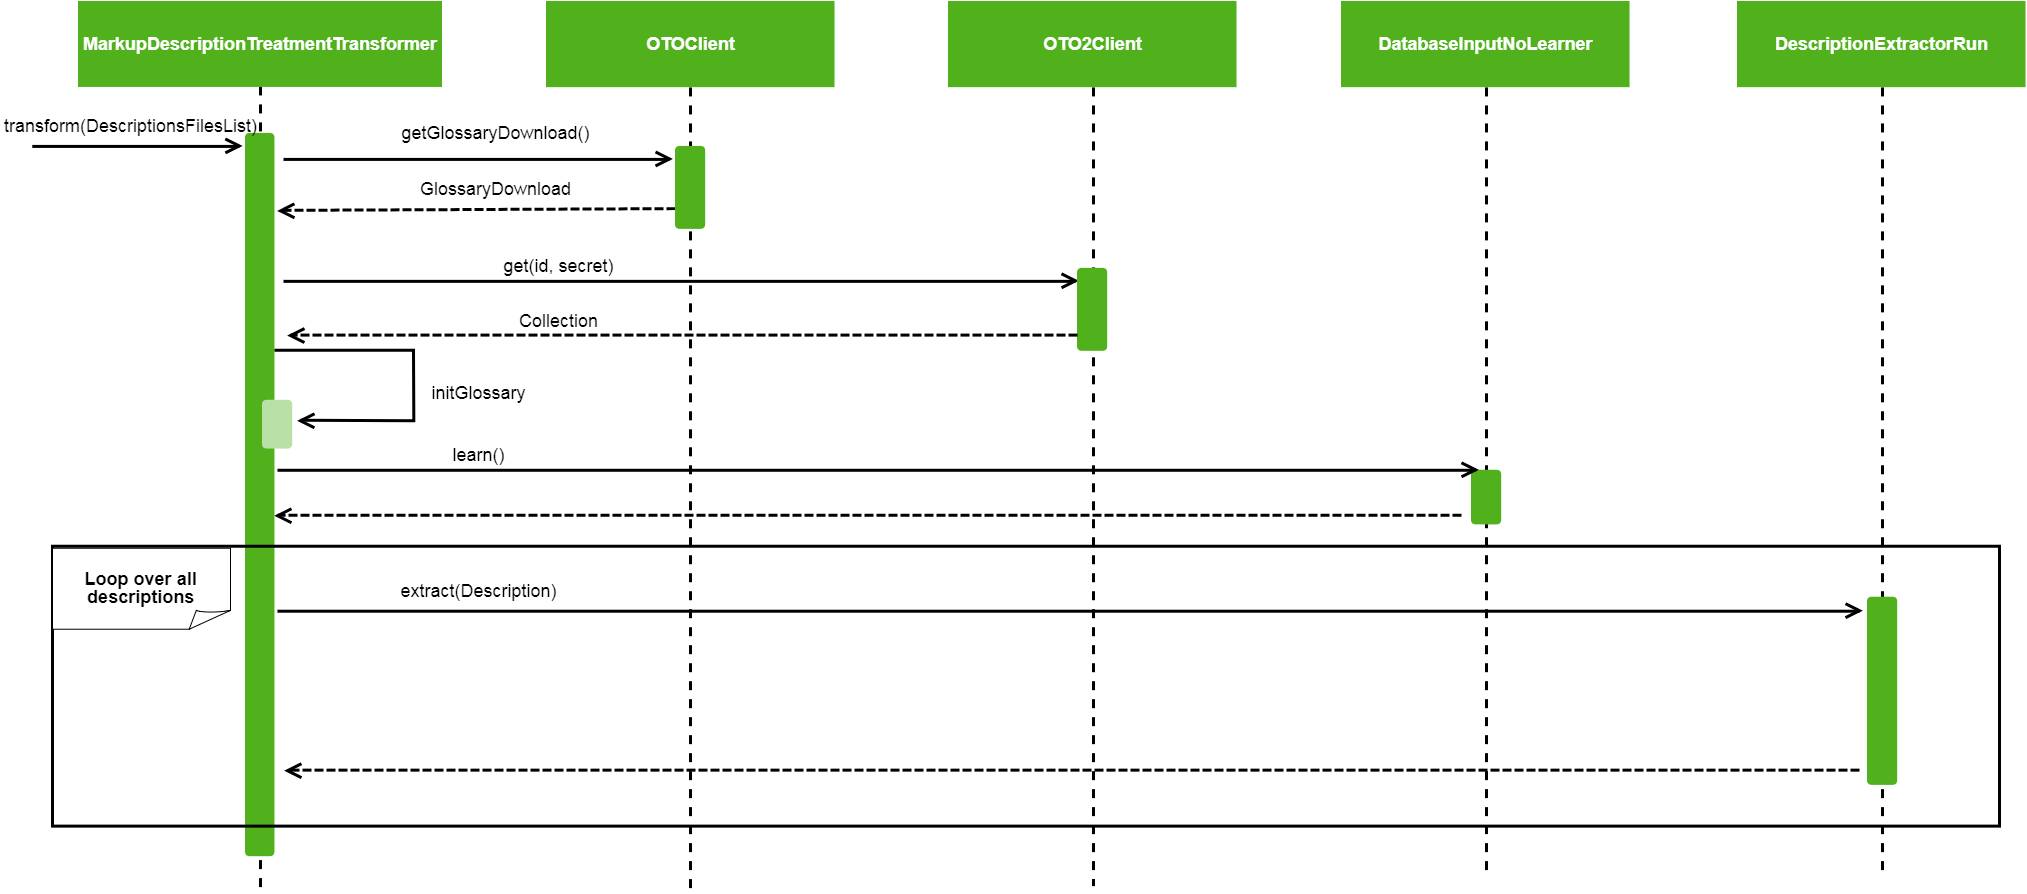 MarkupDescriptionTreatmentTransformer
OTOClient
OTO2Client
DatabaseInputNoLearner
DescriptionExtractorRun
transform(DescriptionsFilesList)
getGlossaryDownload()
GlossaryDownload
get(id, secret)
Collection
initGlossary
learn()
Loop over all
descriptions
extract(Description)